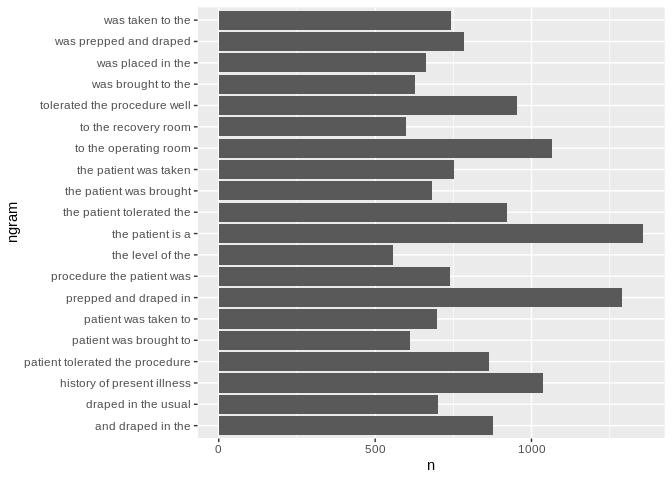 was taken to the
was prepped and draped
was placed in the
was brought to the
tolerated the procedure well
to the recovery room
to the operating room
the patient was taken
the patient was brought
the patient tolerated the
the patient is a
the level of the
procedure the patient was
prepped and draped in
patient was taken to
patient was brought to
patient tolerated the procedure
history of present illness
draped in the usual
and draped in the
ngram
0 500 1000
n